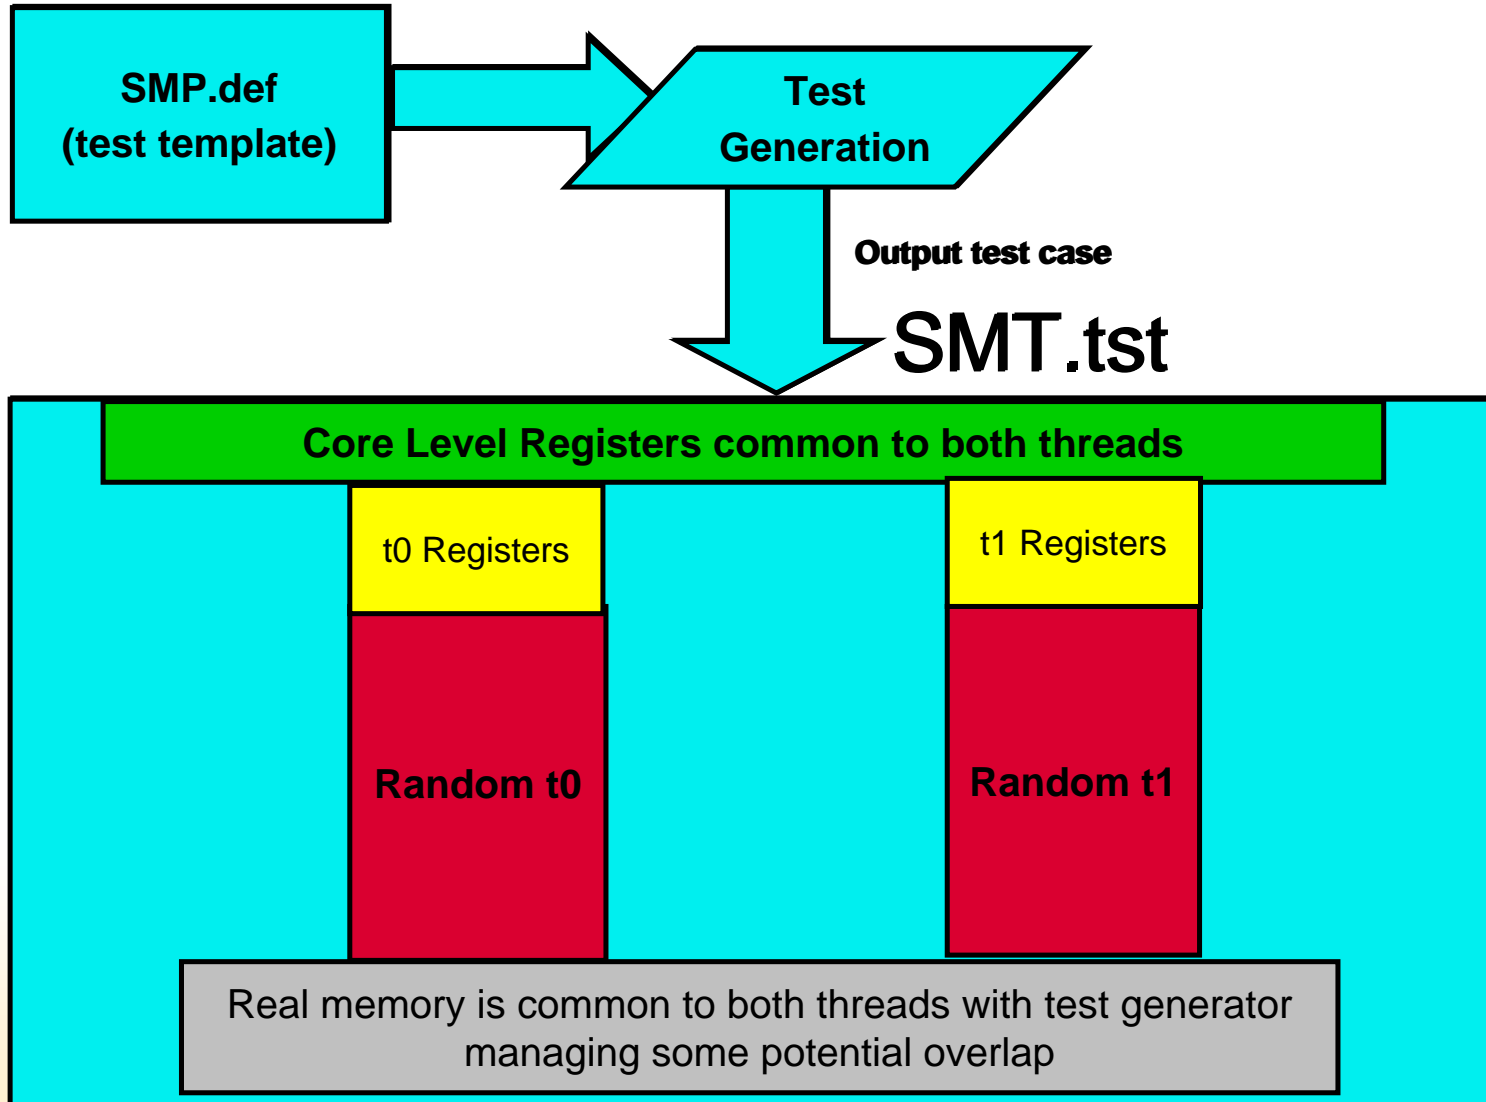 SMP.def
(test template)
Test
Generation
Output test case
SMT.tst
Core Level Registers common to both threads
t0 Registers
t1 Registers
Random t0
Random t1
Real memory is common to both threads with test generator
managing some potential overlap